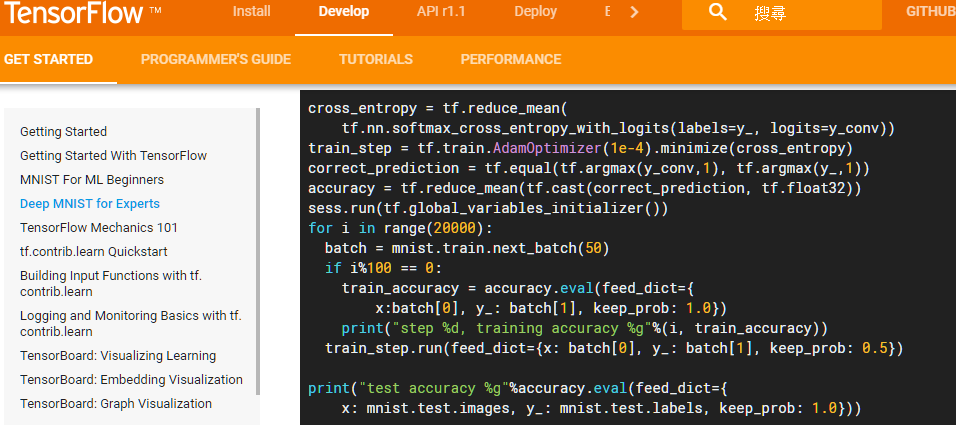 TensorFlow ™
Install
Develop
API r1.1
Deploy
搜尋
GITHUB
GET STARTED
PROGRAMMER'S GUIDE
TUTORIALS
PERFORMANCE
Getting Started
Getting Started With TensorFlow
MNIST For ML Beginners
Deep MNIST for Experts
TensorFlow Mechanics 101
tf.contrib.learn Quickstart
Building Input Functions with tf.
contrib.learn
Logging and Monitoring Basics with tf.
contrib.learn
TensorBoard: Visualizing Learning
TensorBoard: Embedding Visualization
TensorBoard: Graph Visualization
cross_entropy = tf.reduce_mean(
    tf.nn.softmax_cross_entropy_with_logits(labels=y_, logits=y_conv))
train_step = tf.train.AdamOptimizer(1e-4).minimize(cross_entropy)
correct_prediction = tf.equal(tf.argmax(y_conv,1), tf.argmax(y_,1))
accuracy = tf.reduce_mean(tf.cast(correct_prediction, tf.float32))
sess.run(tf.global_variables_initializer())
for i in range(20000):
  batch = mnist.train.next_batch(50)
  if i%100 == 0:
    train_accuracy = accuracy.eval(feed_dict={
        x:batch[0], y_: batch[1], keep_prob: 1.0})
    print("step %d, training accuracy %g"%(i, train_accuracy))
  train_step.run(feed_dict={x: batch[0], y_: batch[1], keep_prob: 0.5})
print("test accuracy %g"%accuracy.eval(feed_dict={
    x: mnist.test.images, y_: mnist.test.labels, keep_prob: 1.0}))